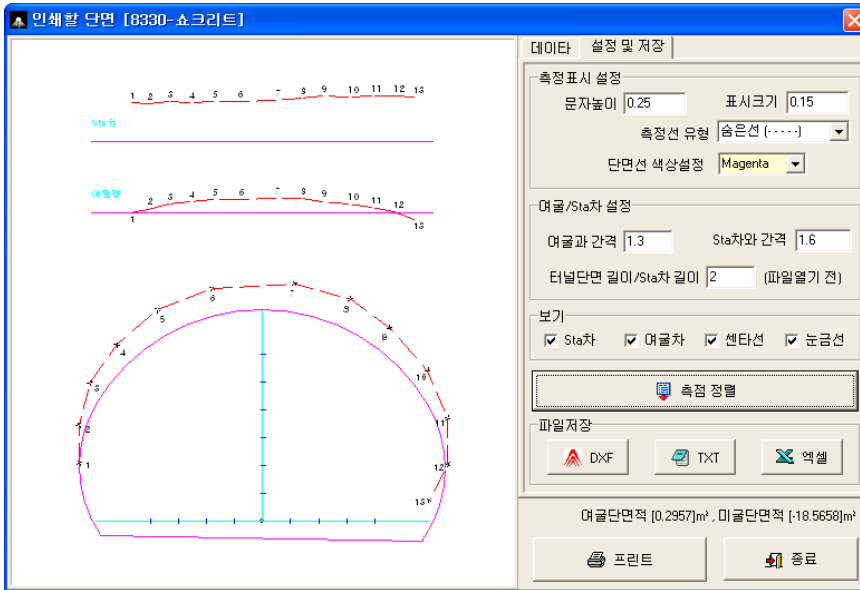 인쇄할 단면 [8330-쇼크리트]
데이타 설정 및 저장
측정표시 설정
문자높이 0.25 표시크기 0.15
측정선 유형 숨은선 (-----)
단면선 색상설정 Magenta
여굴/Sta차 설정
여굴과 간격 1.3 Sta차와 간격 1.6
터널단면 길이/Sta차 길이 2 (파일열기 전)
보기
Sta차 여굴차 센타선 눈금선
측점 정렬
파일저장
DXF TXT 엑셀
여굴단면적 [0.2957]m², 미굴단면적 [-18.5658]m²
프린트 종료
1 2 3 4 5 6 7 8 9 10 11 12 13
Sta차
여굴량
1 2 3 4 5 6 7 8 9 10 11 12 13
1 2 3 4 5 6 7 8 9 10 11 12 13